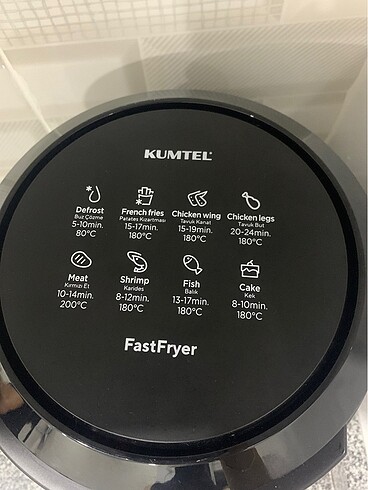 KUMTEL®
Defrost
Buz Çözme
5-10min.
80°C
French fries
Patates Kızartması
15-17min.
180°C
Chicken wing
Tavuk Kanat
15-19min.
180°C
Chicken legs
Tavuk But
20-24min.
180°C
Meat
Kırmızı Et
10-14min.
200°C
Shrimp
Karides
8-12min.
180°C
Fish
Balık
13-17min.
180°C
Cake
Kek
8-10min.
180°C
FastFryer